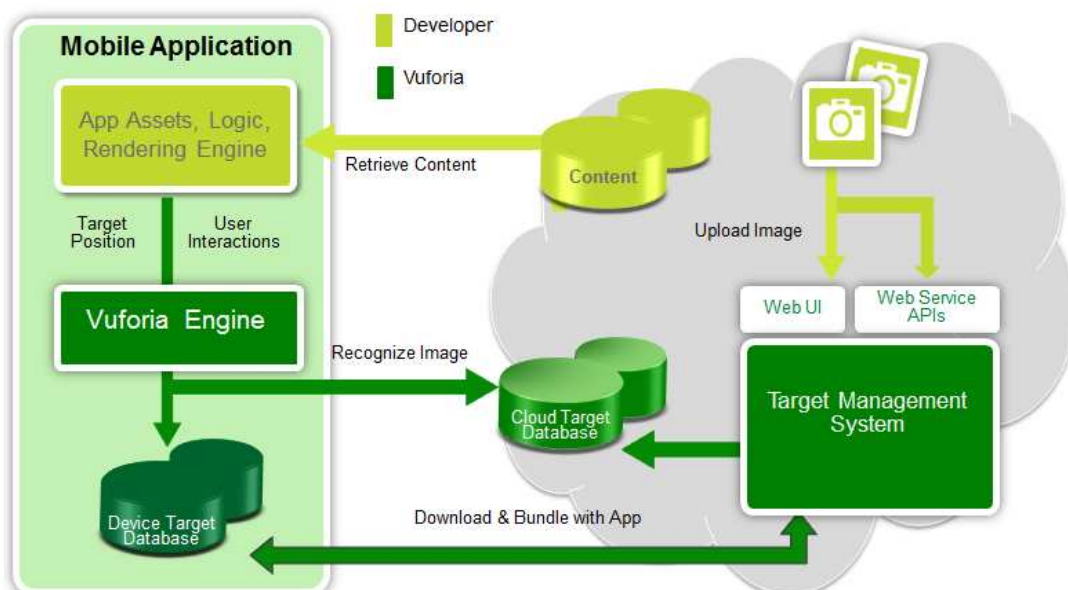 Mobile Application
Developer
Vuforia
App Assets, Logic,
Rendering Engine
Retrieve Content
Content
Target
Position
User
Interactions
Upload Image
Web UI
Web Service
APIs
Vuforia Engine
Recognize Image
Cloud Target
Database
Target Management
System
Device Target
Database
Download & Bundle with App